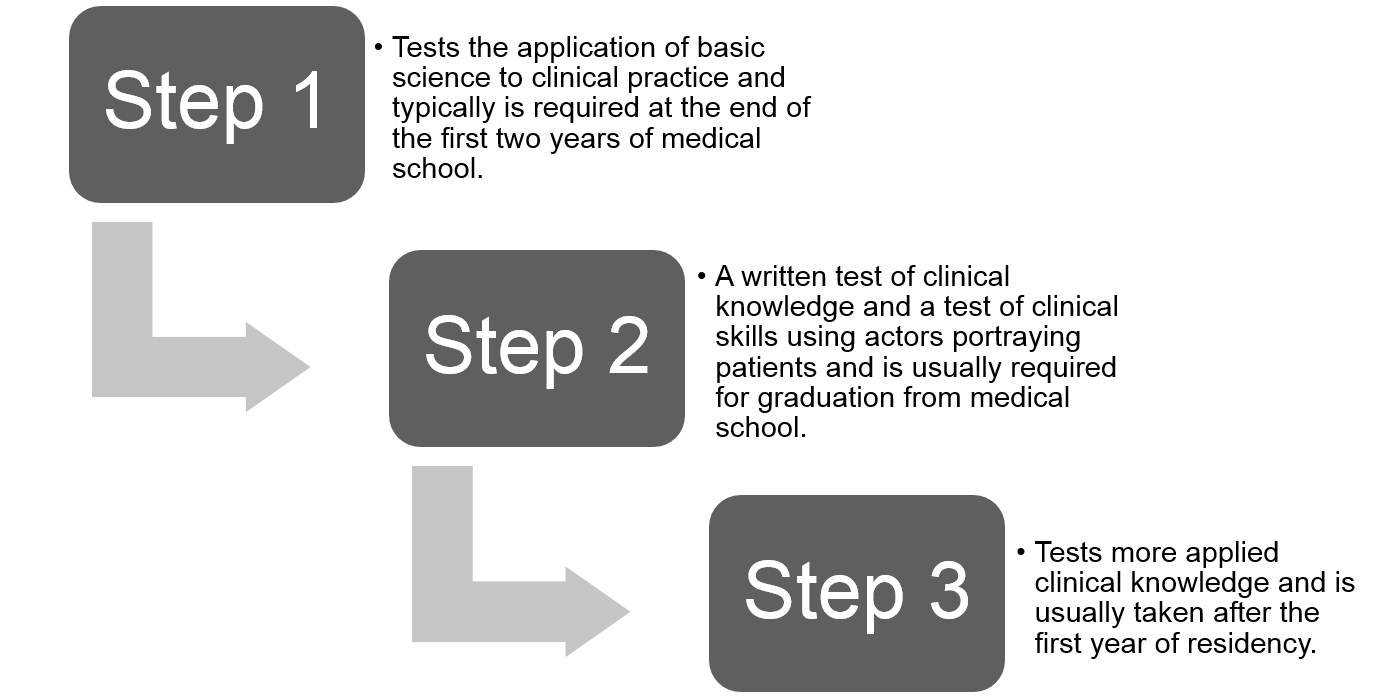 Step 1
• Tests the application of basic
science to clinical practice and
typically is required at the end of
the first two years of medical
school.
Step 2
• A written test of clinical
knowledge and a test of clinical
skills using actors portraying
patients and is usually required
for graduation from medical
school.
Step 3
• Tests more applied
clinical knowledge and is
usually taken after the
first year of residency.